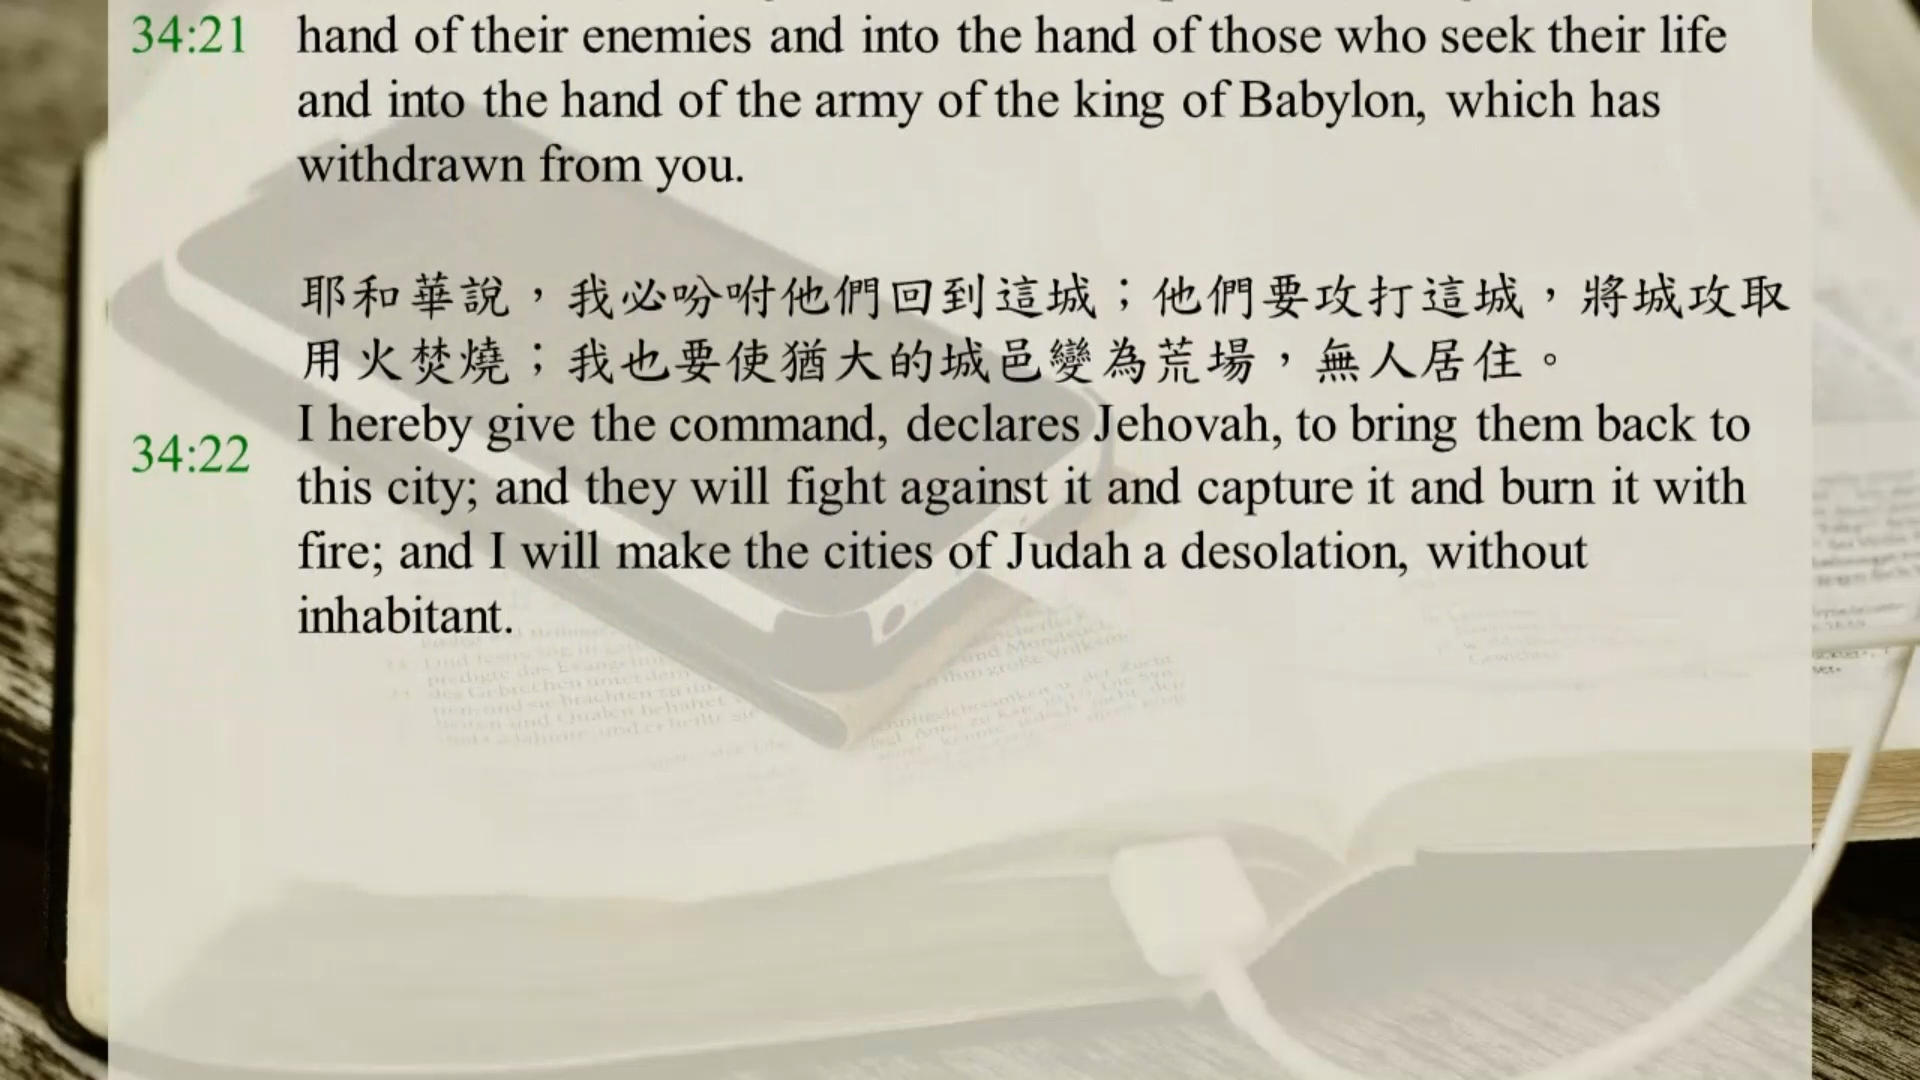 34:21 hand of their enemies and into the hand of those who seek their life
and into the hand of the army of the king of Babylon, which has
withdrawn from you.
耶和華說，我必吩咐他們回到這城；他們要攻打這城，將城攻取
用火焚燒；我也要使猶大的城邑變為荒場，無人居住。
34:22 I hereby give the command, declares Jehovah, to bring them back to
this city; and they will fight against it and capture it and burn it with
fire; and I will make the cities of Judah a desolation, without
inhabitant.